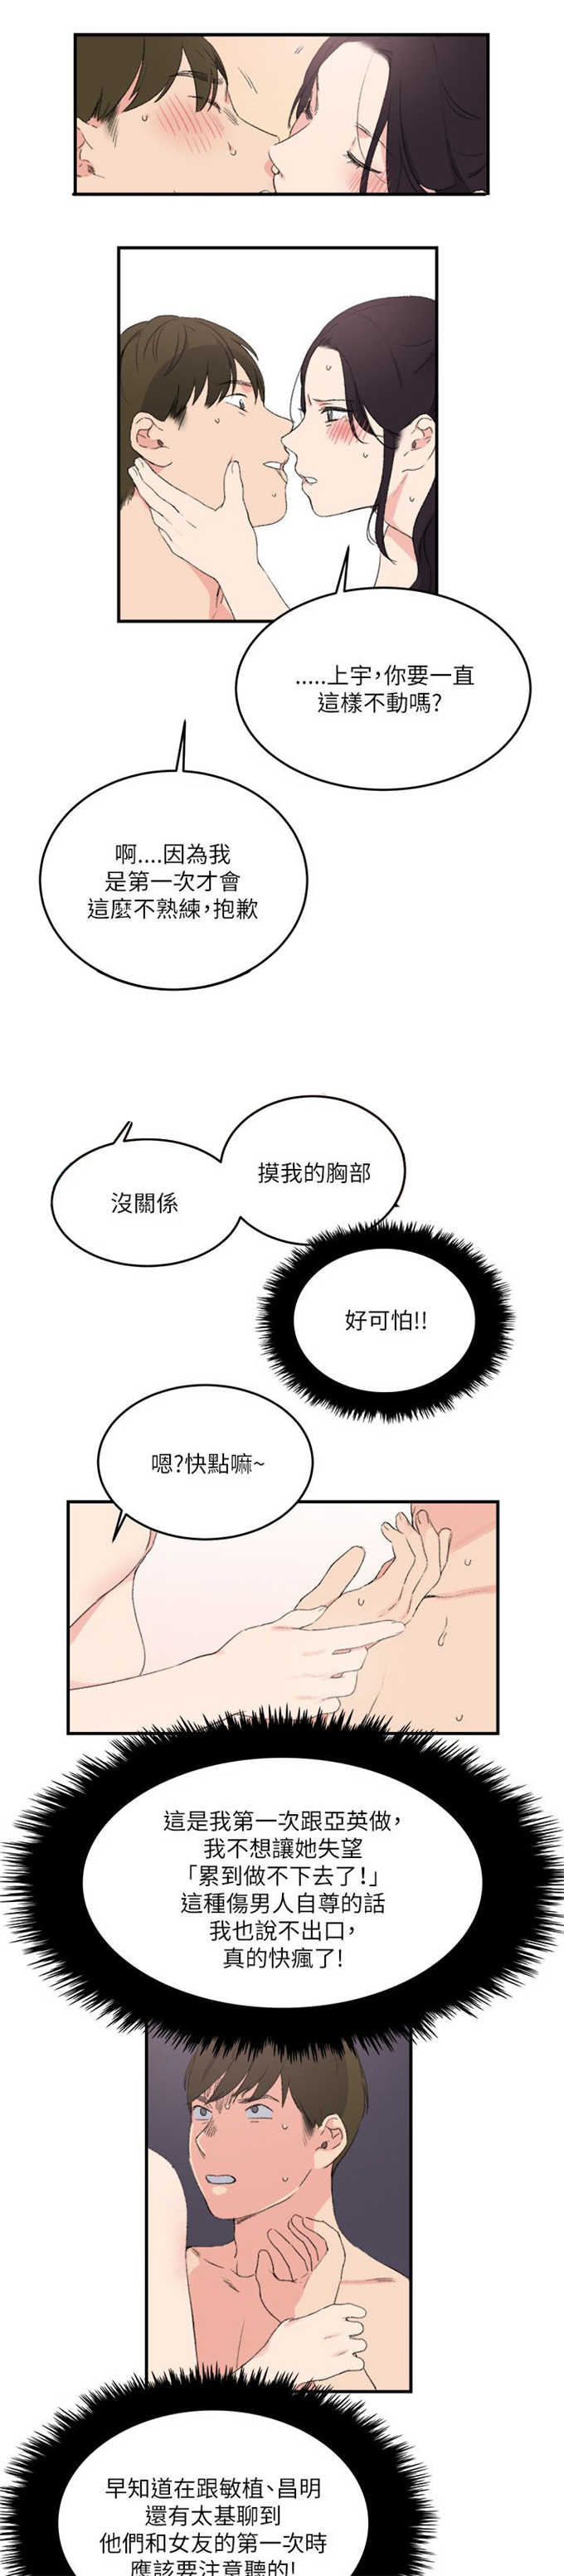 .....上宇,你要一直
這樣不動嗎?
啊....因為我
是第一次才會
這麼不熟練,抱歉
沒關係
摸我的胸部
好可怕!!
嗯?快點嘛~
這是我第一次跟亞英做,
我不想讓她失望
「累到做不下去了!」
這種傷男人自尊的話
我也說不出口,
真的快瘋了!
早知道在跟敏植、昌明
還有太基聊到
他們和女友的第一次時
應該要注意聽的!